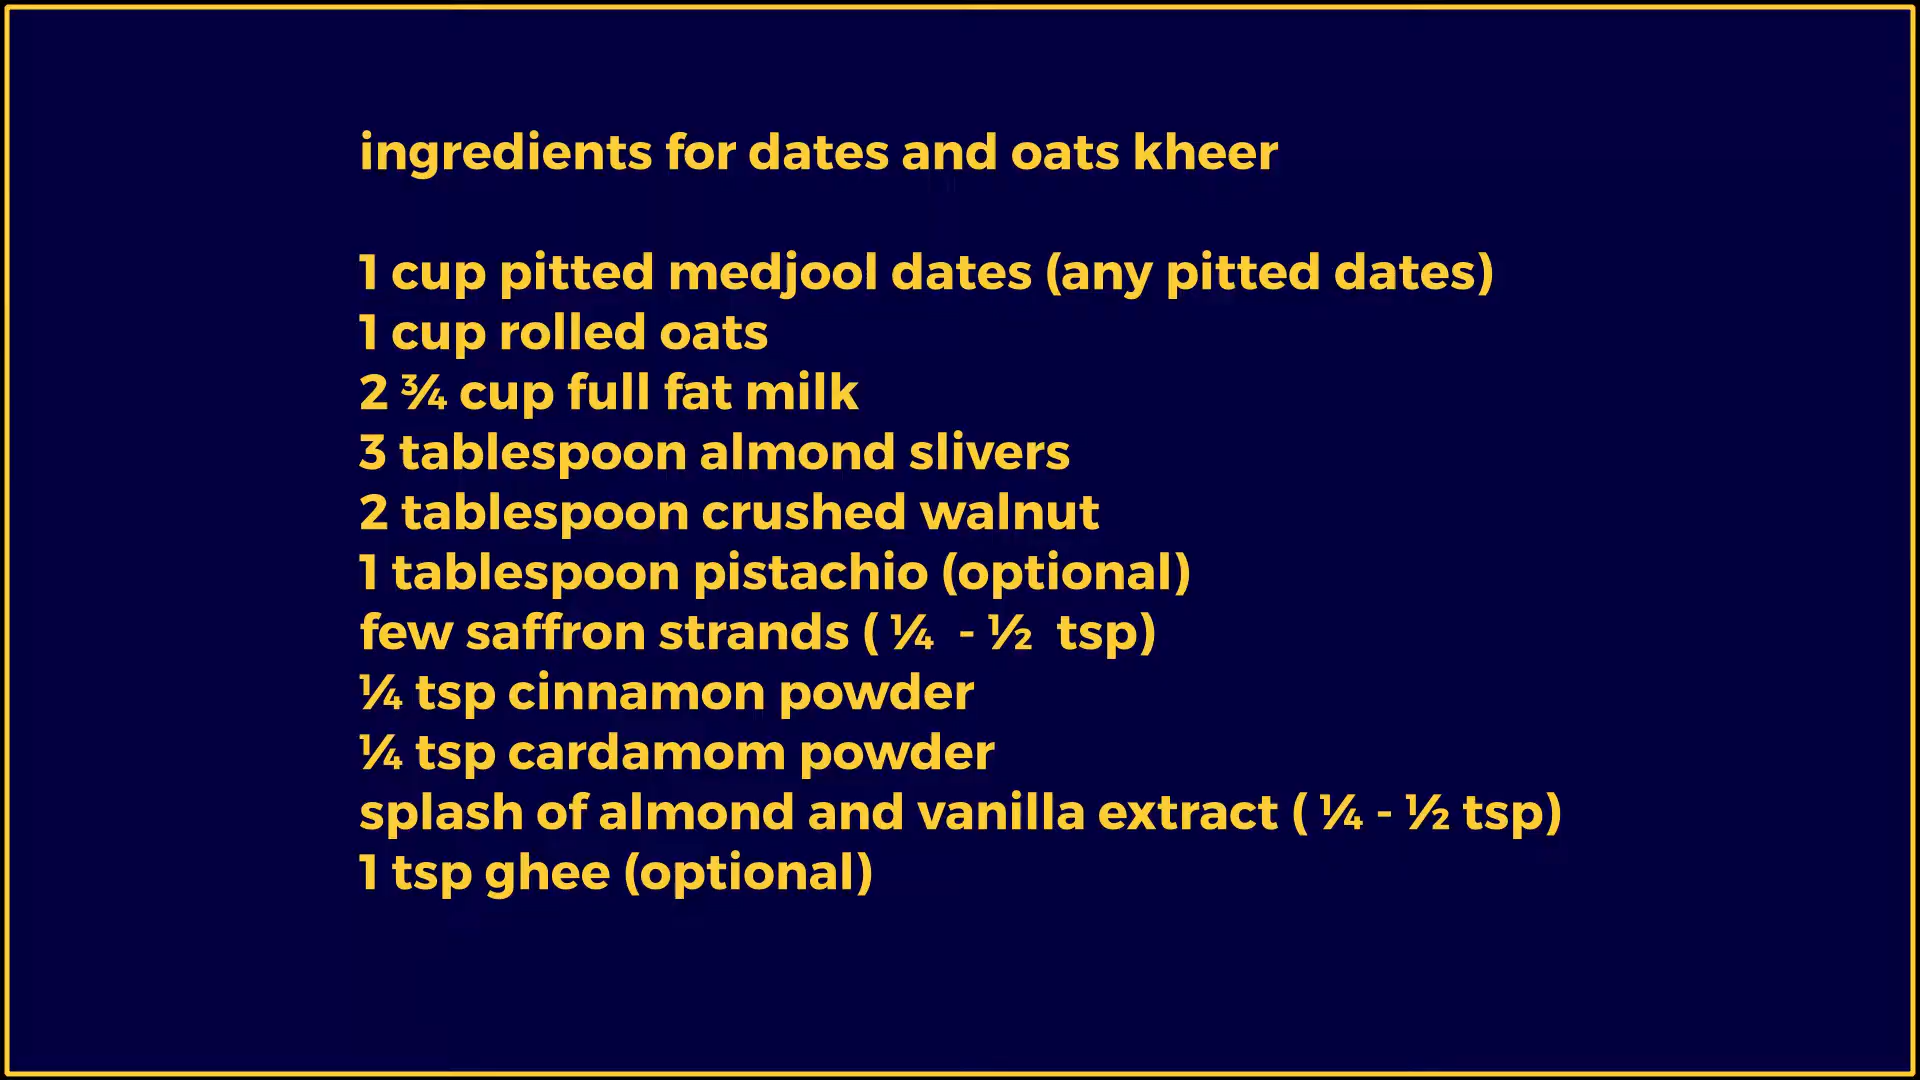 ingredients for dates and oats kheer
1 cup pitted medjool dates (any pitted dates)
1 cup rolled oats
2 ¾ cup full fat milk
3 tablespoon almond slivers
2 tablespoon crushed walnut
1 tablespoon pistachio (optional)
few saffron strands ( ¼ - ½ tsp)
¼ tsp cinnamon powder
¼ tsp cardamom powder
splash of almond and vanilla extract ( ¼ - ½ tsp)
1 tsp ghee (optional)